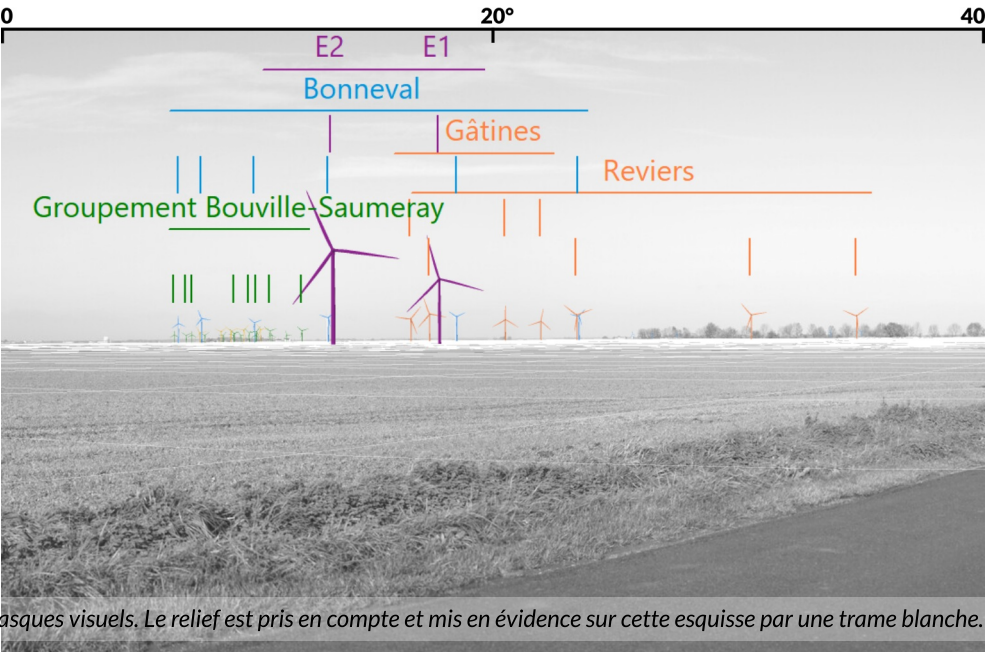 0 20° 40
E2 E1
Bonneval
Gâtines
Reviers
Groupement Bouville-Saumeray
asques visuels. Le relief est pris en compte et mis en évidence sur cette esquisse par une trame blanche.